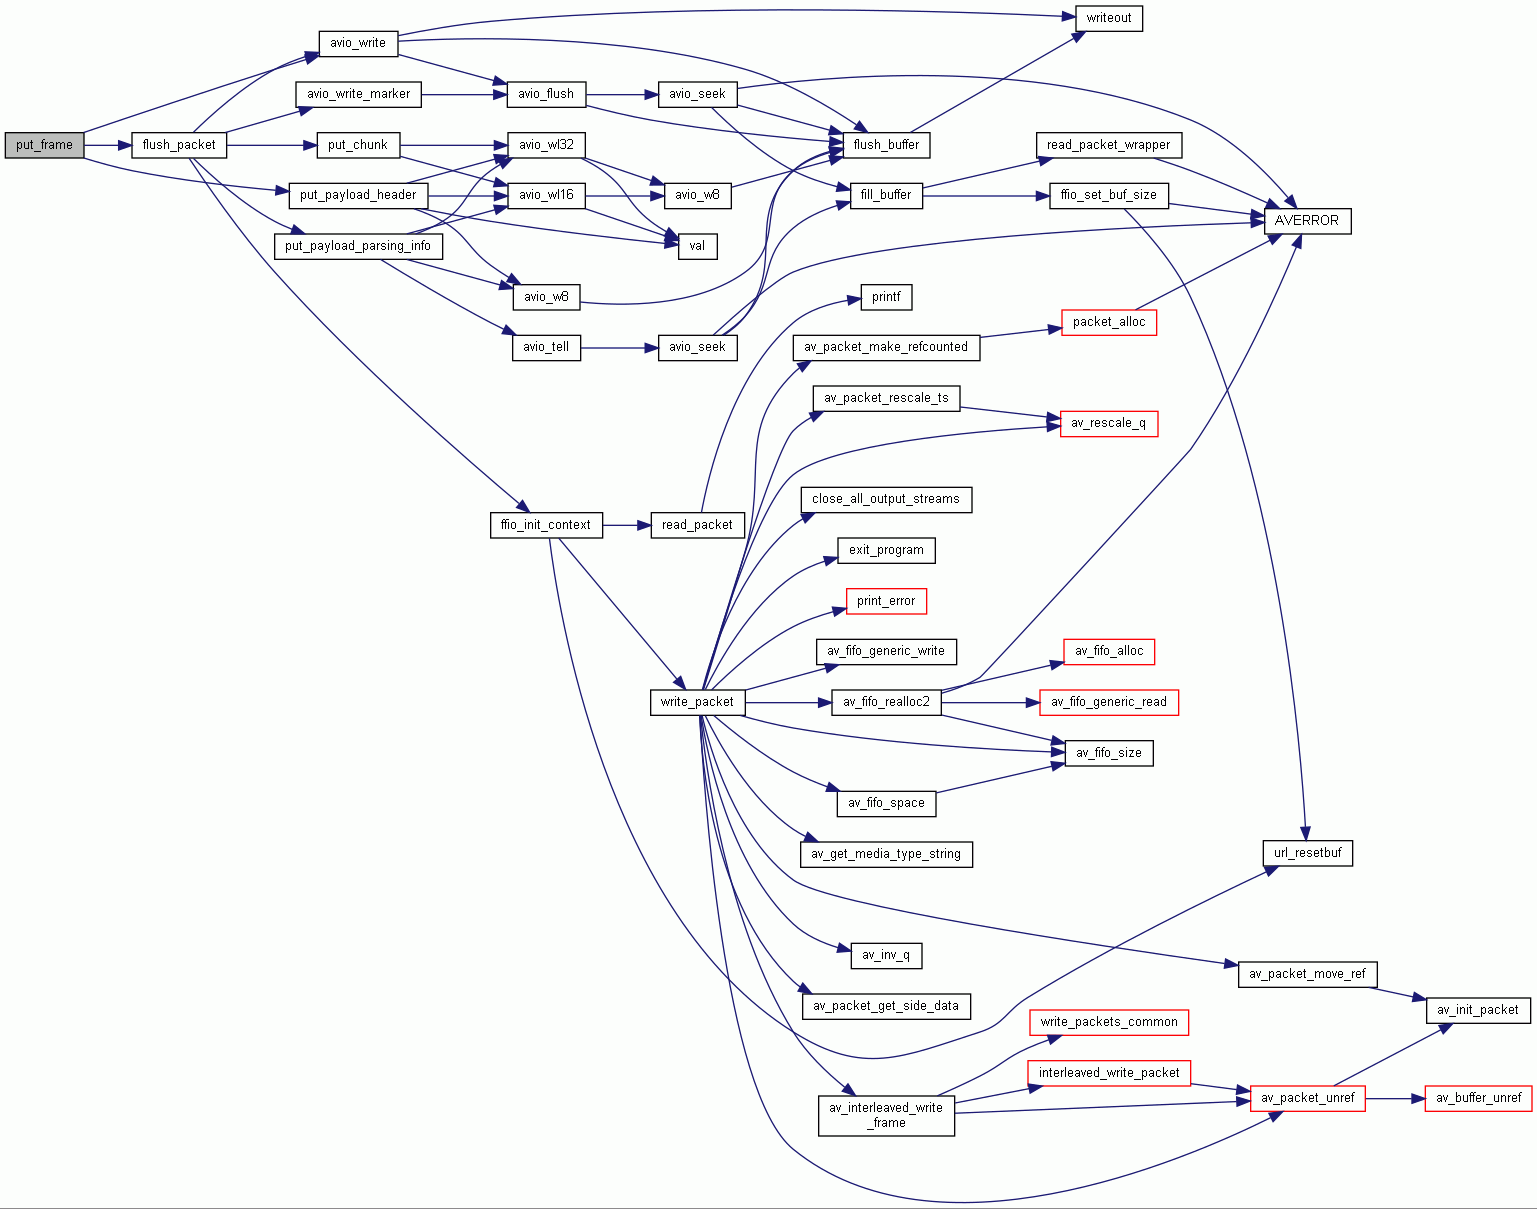 writeout
avio_write
avio_write_marker
avio_flush
avio_seek
put_frame
flush_packet
put_chunk
avio_wl32
flush_buffer
read_packet_wrapper
put_payload_header
avio_wl16
avio_w8
fill_buffer
ffio_set_buf_size
AVERROR
put_payload_parsing_info
val
avio_w8
printf
packet_alloc
avio_tell
avio_seek
av_packet_make_refcounted
av_packet_rescale_ts
av_rescale_q
close_all_output_streams
ffio_init_context
read_packet
exit_program
print_error
av_fifo_generic_write
av_fifo_alloc
write_packet
av_fifo_realloc2
av_fifo_generic_read
av_fifo_size
av_fifo_space
av_get_media_type_string
url_resetbuf
av_inv_q
av_packet_move_ref
av_packet_get_side_data
av_init_packet
write_packets_common
interleaved_write_packet
av_interleaved_write
_frame
av_packet_unref
av_buffer_unref